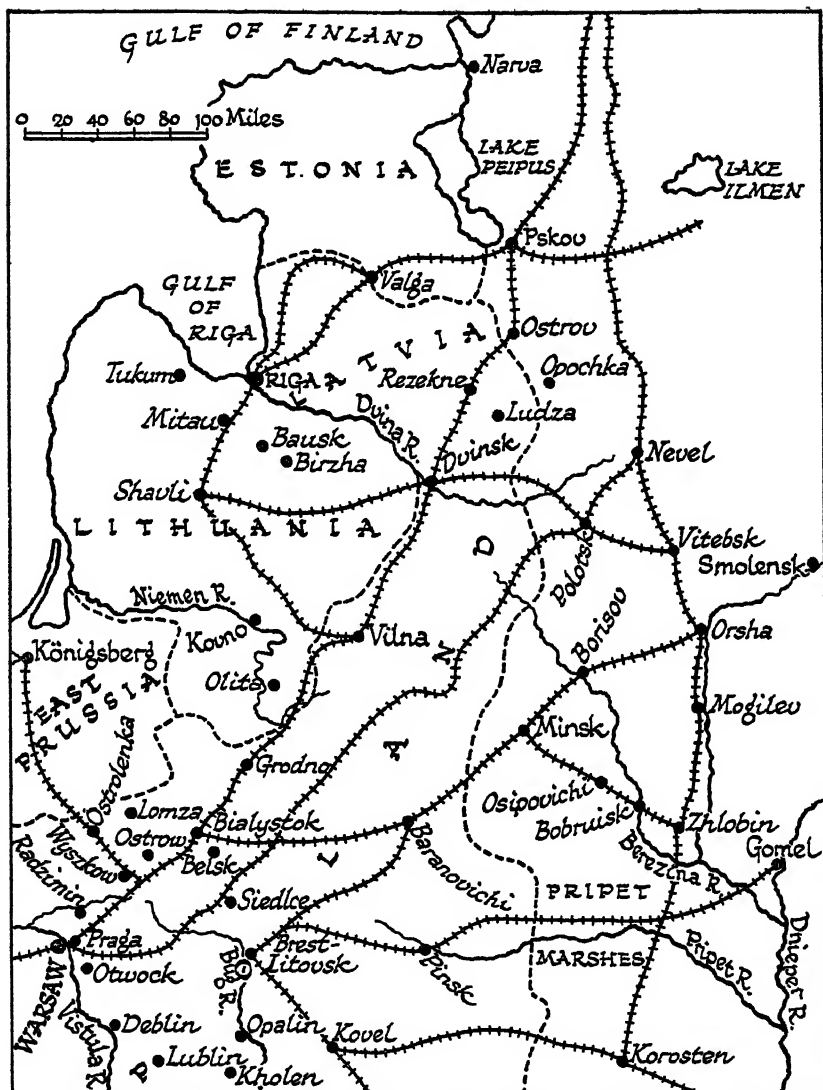 GULF OF FINLAND
Narva
0 20 40 60 80 100 Miles
ESTONIA
LAKE
PEIPUS
LAKE
ILMEN
Pskov
GULF
OF
RIGA
Valga
LATVIA
Ostrov
Tukum
RIGA
Rezekne
Opochka
Ludza
Mitau
Dvina R.
Bausk
Birzha
Dvinsk
Nevel
Shavli
LITHUANIA
Polotsk
Vitebsk
Smolensk
Niemen R.
Kovno
Vilna
Borisov
Orsha
Königsberg
EAST
PRUSSIA
Olita
Mogilev
Minsk
Grodno
Ostrolenka
Lomza
Bialystok
Osipovichi
Bobruisk
Zhlobin
Ostrow
Belsk
Baranovichi
Berezina R.
Gomel
Wyszkow
Radzimin
Siedlce
PRIPET
MARSHES
Praga
WARSAW
Brest-
Litovsk
Pinsk
Pripet R.
Dnieper R.
Otwock
Bug R.
Vistula R.
Deblin
Opalin
Kovel
Korosten
Lublin
Kholen
P
L
A
N
D